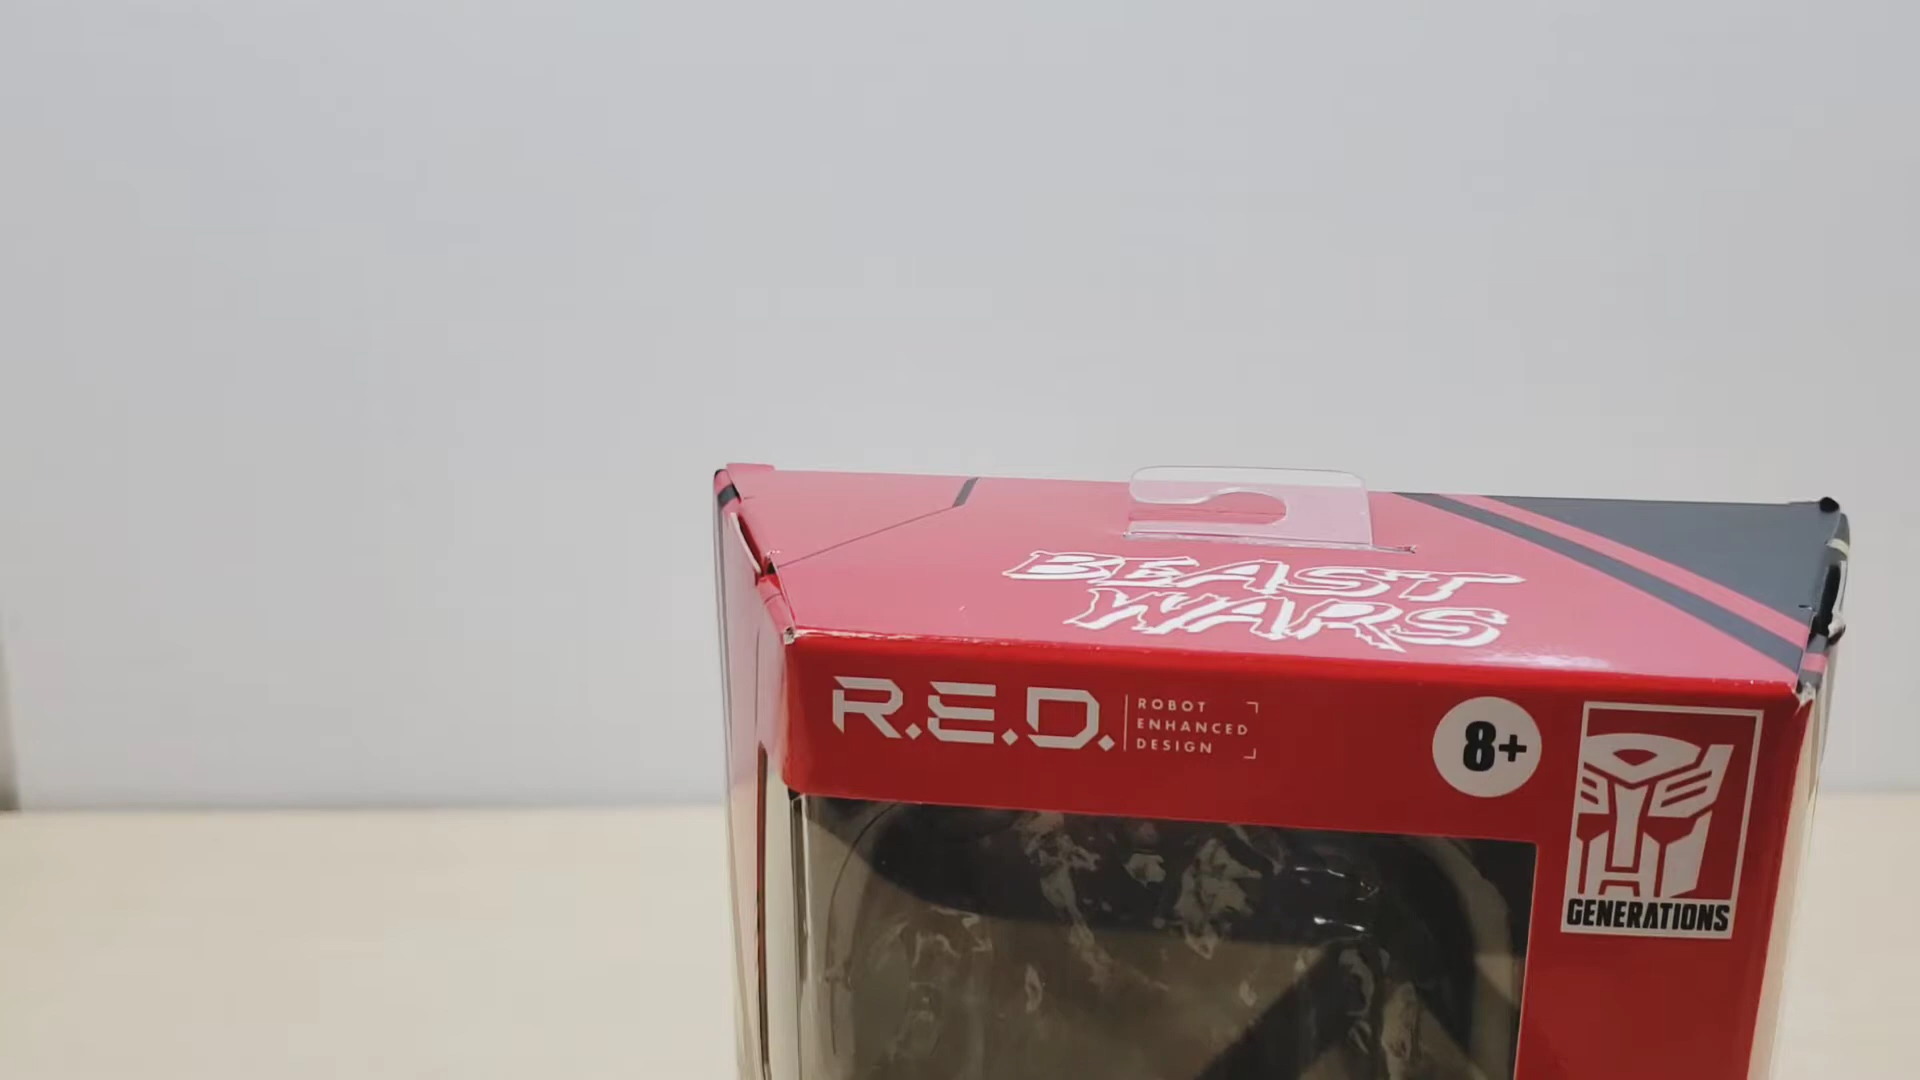 BEAST
WARS
R.E.D.
ROBOT
ENHANCED
DESIGN
8+
GENERATIONS